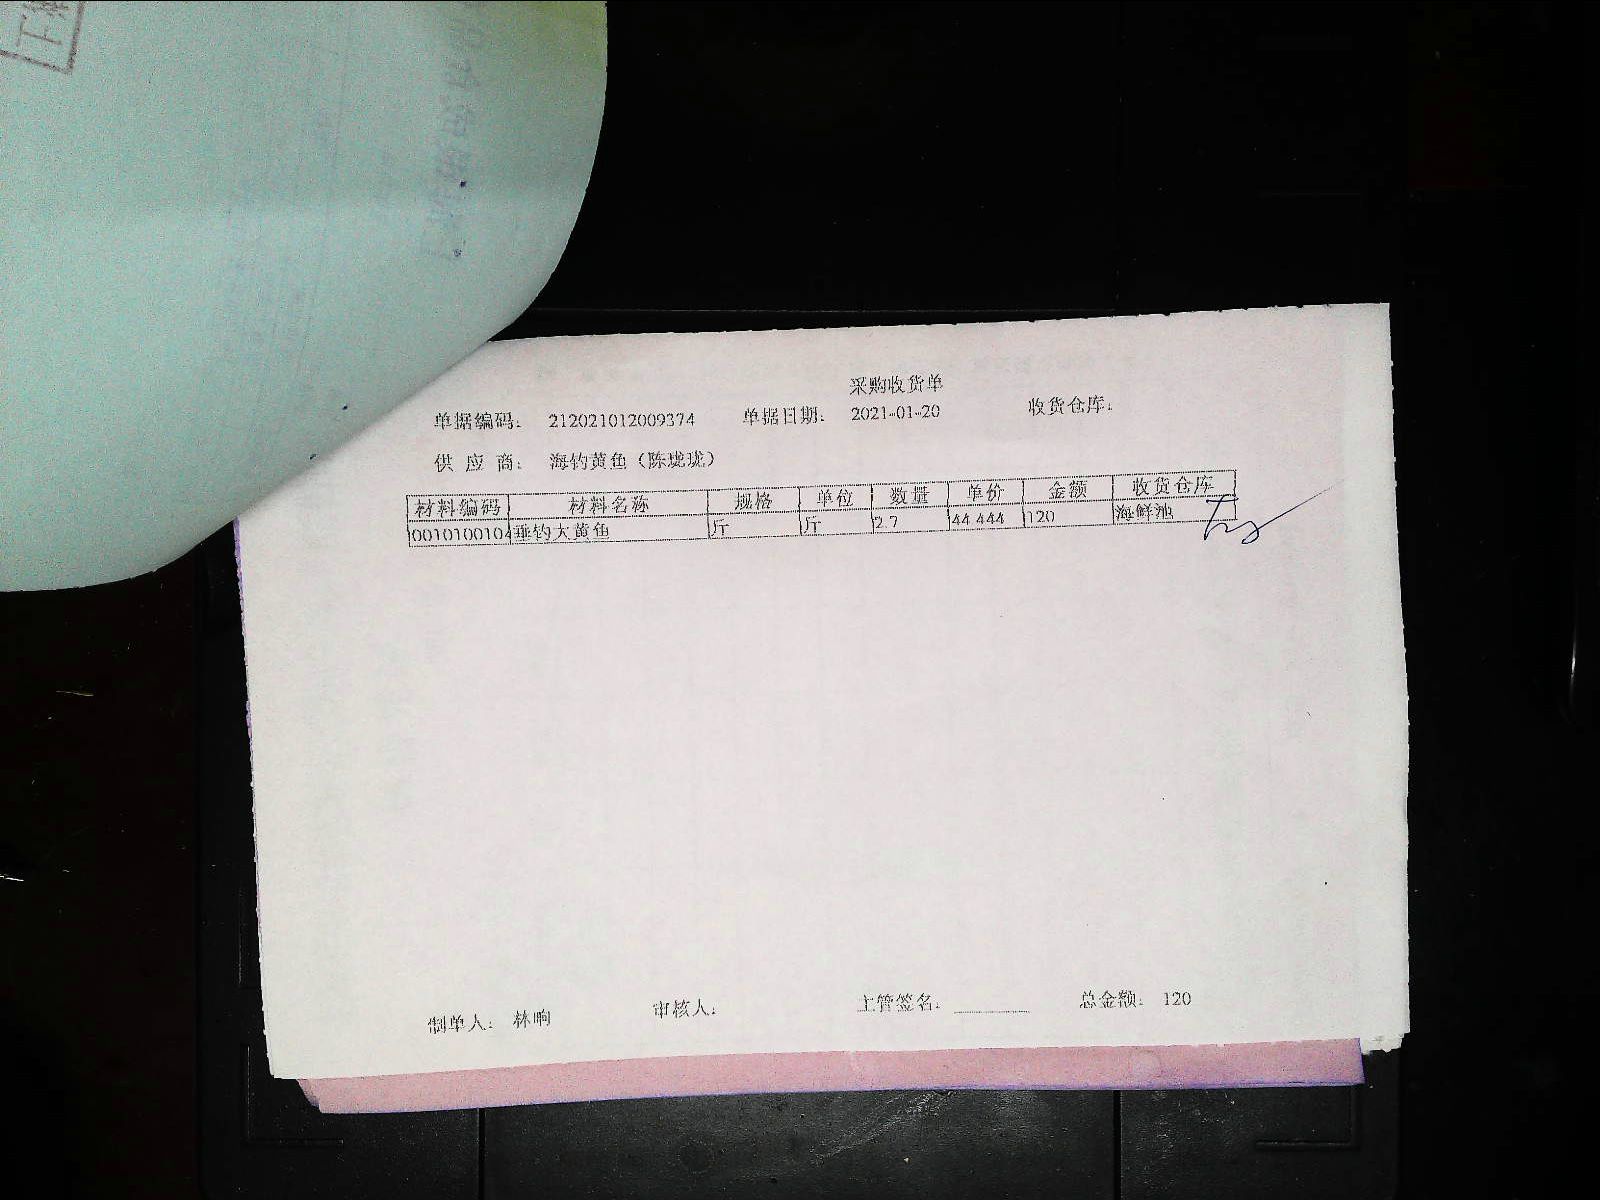 采购收货单
单据编码： 212021012009374 单据日期： 2021-01-20 收货仓库：
供 应 商： 海钓黄鱼（陈珑珑）
材料编码 材料名称 规格 单位 数量 单价 金额 收货仓库
0010100104 垂钓大黄鱼 斤 斤 2.7 44.444 120 海鲜池
制单人： 林晌 审核人： 主管签名： 总金额： 120